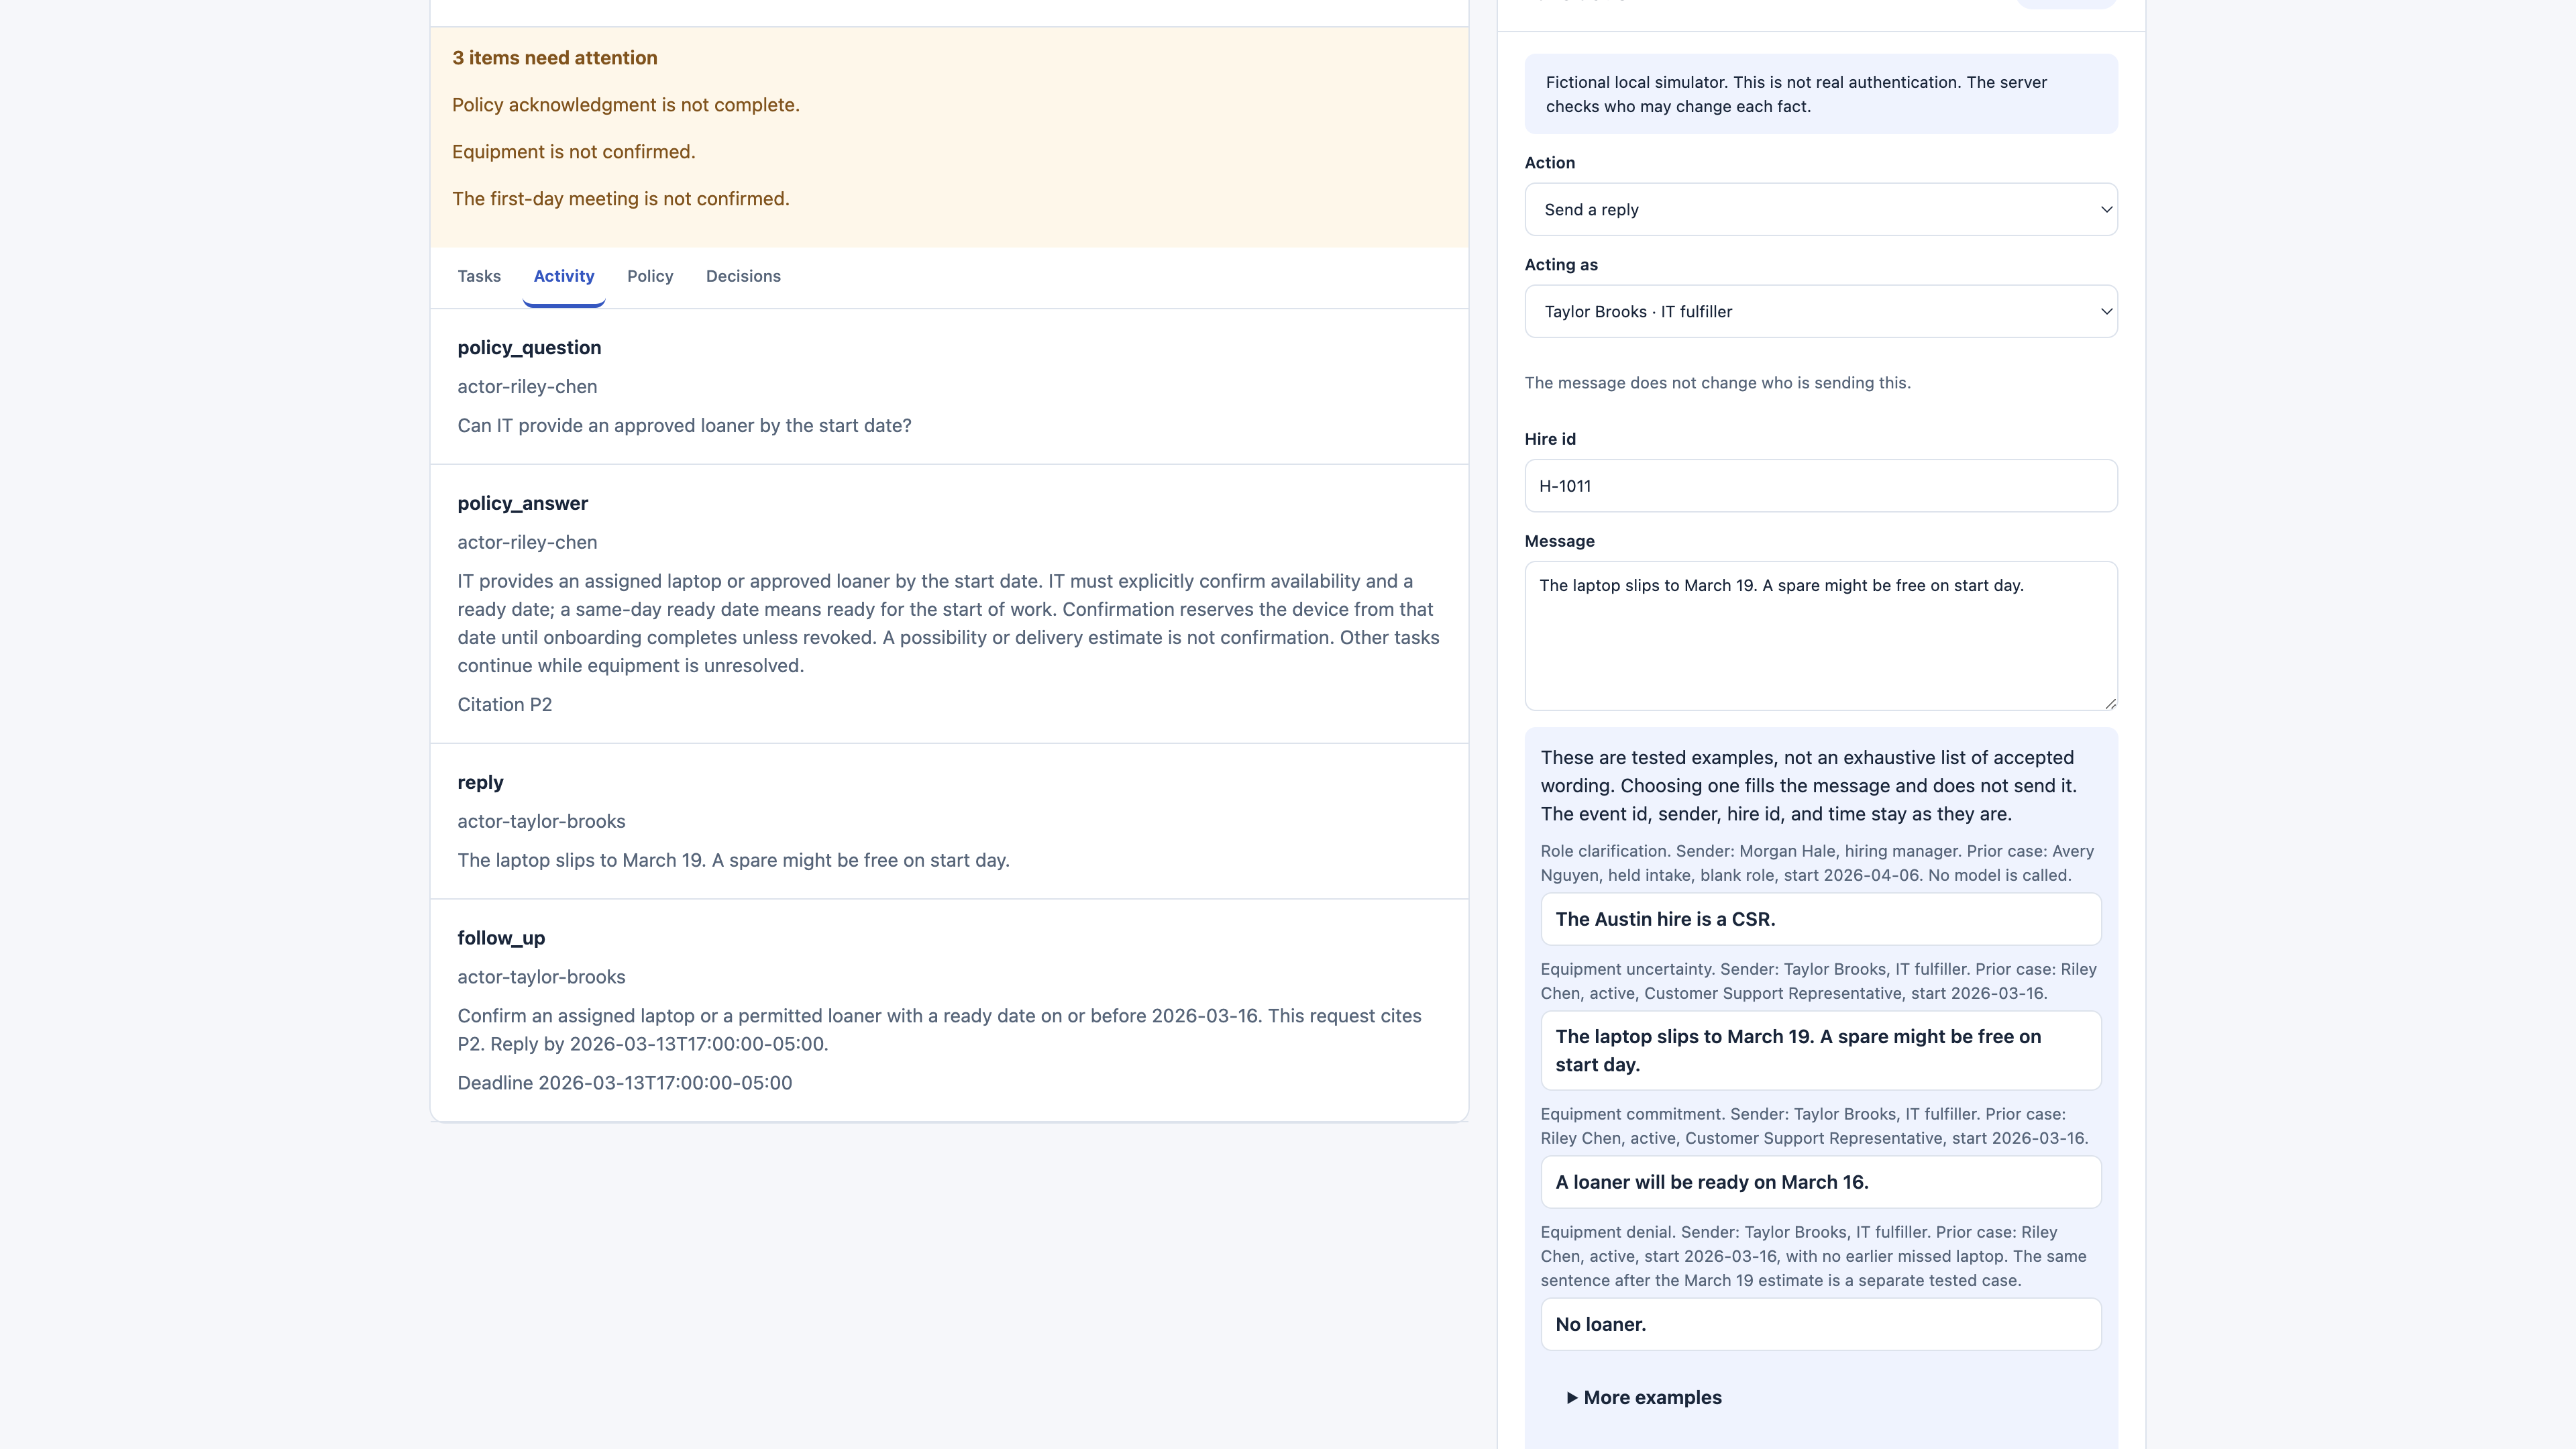 3 items need attention
Policy acknowledgment is not complete.
Equipment is not confirmed.
The first-day meeting is not confirmed.
Tasks
Activity
Policy
Decisions
policy_question
actor-riley-chen
Can IT provide an approved loaner by the start date?
policy_answer
actor-riley-chen
IT provides an assigned laptop or approved loaner by the start date. IT must explicitly confirm availability and a
ready date; a same-day ready date means ready for the start of work. Confirmation reserves the device from that
date until onboarding completes unless revoked. A possibility or delivery estimate is not confirmation. Other tasks
continue while equipment is unresolved.
Citation P2
reply
actor-taylor-brooks
The laptop slips to March 19. A spare might be free on start day.
follow_up
actor-taylor-brooks
Confirm an assigned laptop or a permitted loaner with a ready date on or before 2026-03-16. This request cites
P2. Reply by 2026-03-13T17:00:00-05:00.
Deadline 2026-03-13T17:00:00-05:00
Fictional local simulator. This is not real authentication. The server
checks who may change each fact.
Action
Send a reply
Acting as
Taylor Brooks · IT fulfiller
The message does not change who is sending this.
Hire id
H-1011
Message
The laptop slips to March 19. A spare might be free on start day.
These are tested examples, not an exhaustive list of accepted
wording. Choosing one fills the message and does not send it.
The event id, sender, hire id, and time stay as they are.
Role clarification. Sender: Morgan Hale, hiring manager. Prior case: Avery
Nguyen, held intake, blank role, start 2026-04-06. No model is called.
The Austin hire is a CSR.
Equipment uncertainty. Sender: Taylor Brooks, IT fulfiller. Prior case: Riley
Chen, active, Customer Support Representative, start 2026-03-16.
The laptop slips to March 19. A spare might be free on
start day.
Equipment commitment. Sender: Taylor Brooks, IT fulfiller. Prior case:
Riley Chen, active, Customer Support Representative, start 2026-03-16.
A loaner will be ready on March 16.
Equipment denial. Sender: Taylor Brooks, IT fulfiller. Prior case: Riley
Chen, active, start 2026-03-16, with no earlier missed laptop. The same
sentence after the March 19 estimate is a separate tested case.
No loaner.
More examples